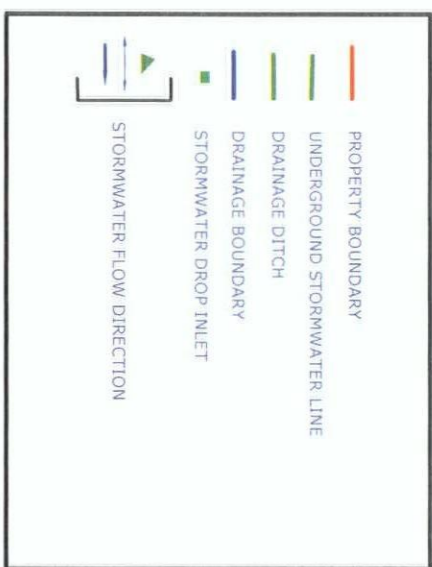 PROPERTY BOUNDARY
UNDERGROUND STORMWATER LINE
DRAINAGE DITCH
DRAINAGE BOUNDARY
STORMWATER DROP INLET
STORMWATER FLOW DIRECTION